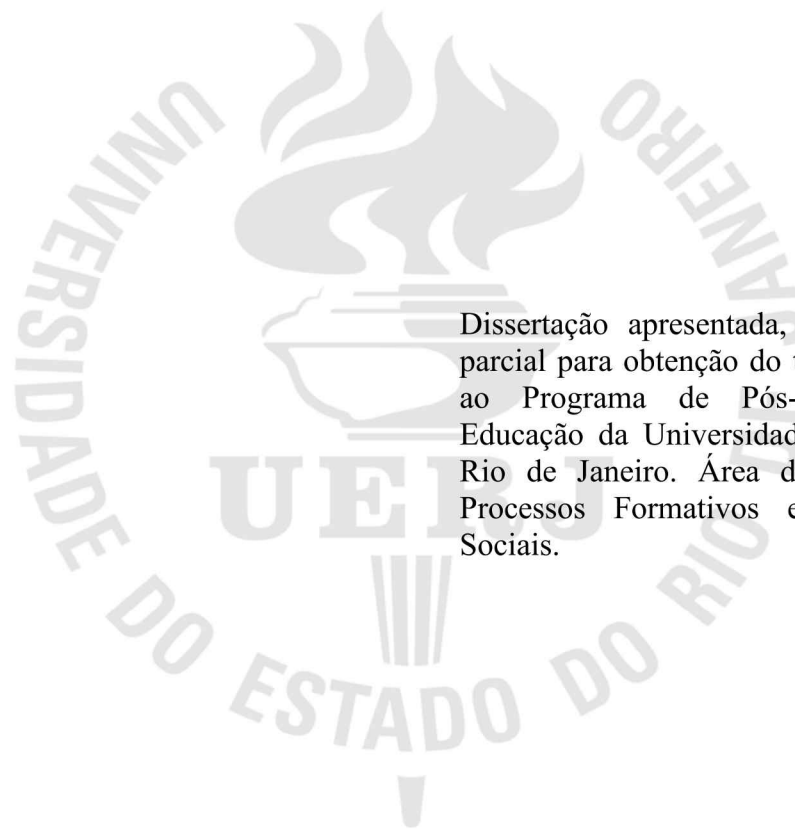 Dissertação apresentada,
parcial para obtenção do
ao Programa de Pós-
Educação da Universidad
Rio de Janeiro. Área d
Processos Formativos e
Sociais.
UERJ
UNIVERSIDADE DO ESTADO DO RIO DE JANEIRO